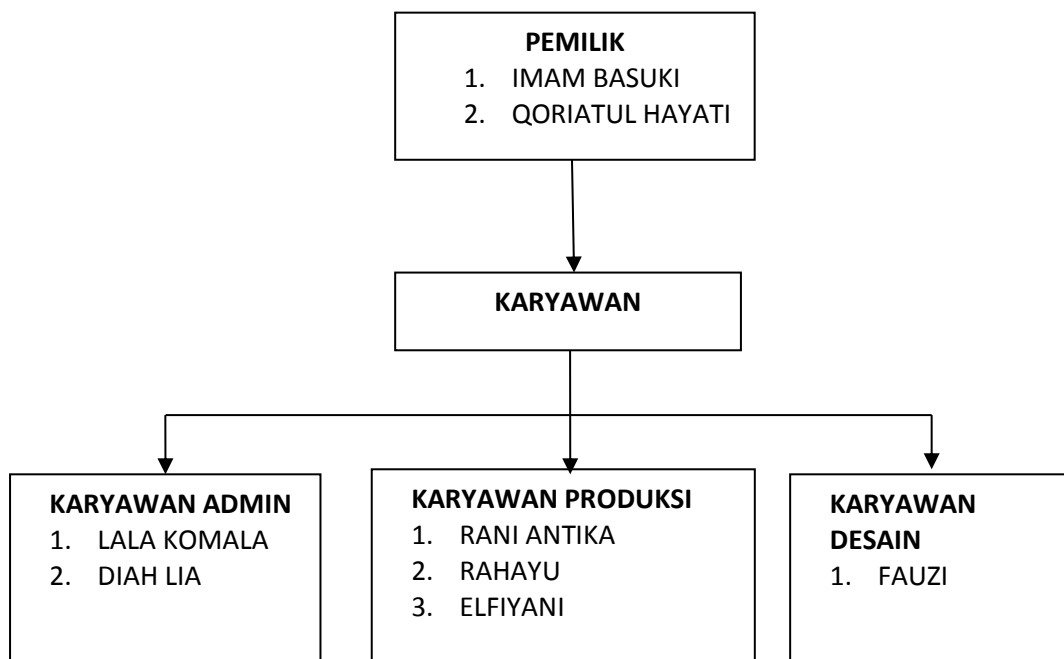 PEMILIK
1. IMAM BASUKI
2. QORIATUL HAYATI
KARYAWAN
KARYAWAN ADMIN
1. LALA KOMALA
2. DIAH LIA
KARYAWAN PRODUKSI
1. RANI ANTIKA
2. RAHAYU
3. ELFIYANI
KARYAWAN
DESAIN
1. FAUZI